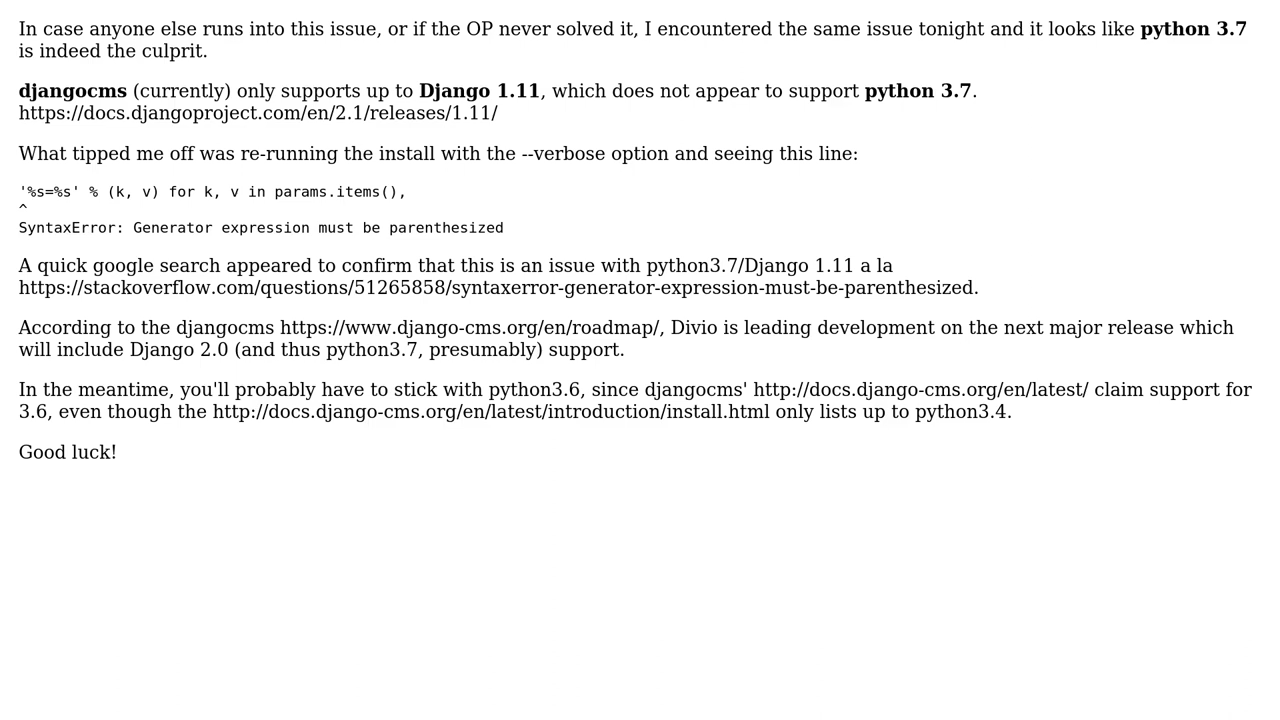 In case anyone else runs into this issue, or if the OP never solved it, I encountered the same issue tonight and it looks like python 3.7
is indeed the culprit.
djangocms (currently) only supports up to Django 1.11, which does not appear to support python 3.7.
https://docs.djangoproject.com/en/2.1/releases/1.11/
What tipped me off was re-running the install with the --verbose option and seeing this line:
'%s=%s' % (k, v) for k, v in params.items(),
^
SyntaxError: Generator expression must be parenthesized
A quick google search appeared to confirm that this is an issue with python3.7/Django 1.11 a la
https://stackoverflow.com/questions/51265858/syntaxerror-generator-expression-must-be-parenthesized.
According to the djangocms https://www.django-cms.org/en/roadmap/, Divio is leading development on the next major release which
will include Django 2.0 (and thus python3.7, presumably) support.
In the meantime, you'll probably have to stick with python3.6, since djangocms' http://docs.django-cms.org/en/latest/ claim support for
3.6, even though the http://docs.django-cms.org/en/latest/introduction/install.html only lists up to python3.4.
Good luck!